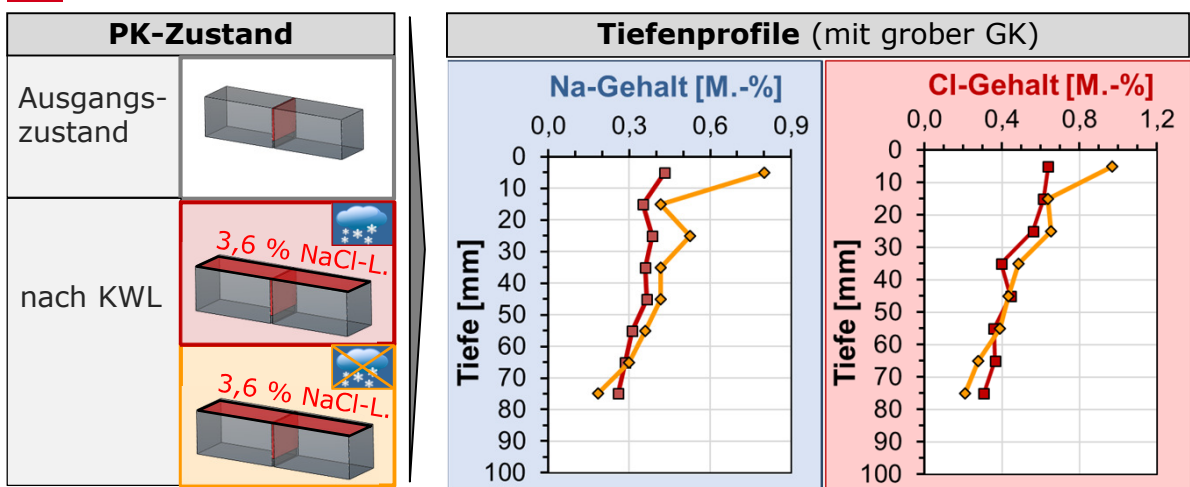 PK-Zustand
Ausgangs-
zustand
nach KWL
3,6 % NaCl-L.
3,6 % NaCl-L.
Tiefenprofile (mit grober GK)
Na-Gehalt [M.-%]
0,0 0,3 0,6 0,9
Tiefe [mm]
0
10
20
30
40
50
60
70
80
90
100
Cl-Gehalt [M.-%]
0,0 0,4 0,8 1,2
Tiefe [mm]
0
10
20
30
40
50
60
70
80
90
100